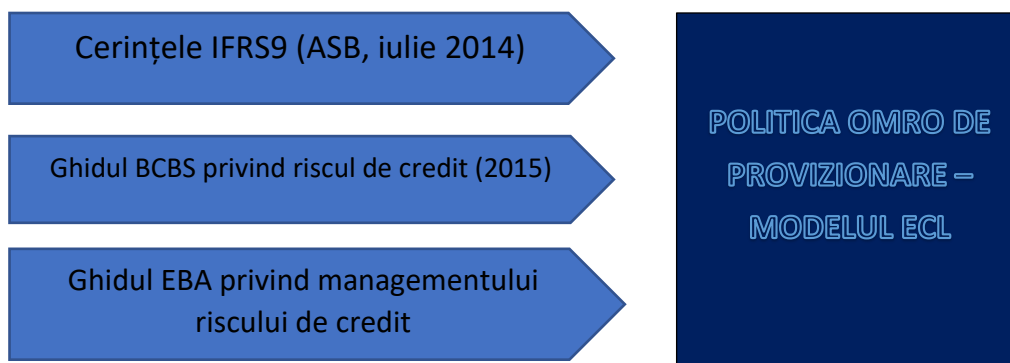 Cerințele IFRS9 (ASB, iulie 2014)
Ghidul BCBS privind riscul de credit (2015)
Ghidul EBA privind managementului
riscului de credit
POLITICA OMRO DE
PROVIZIONARE –
MODELUL ECL